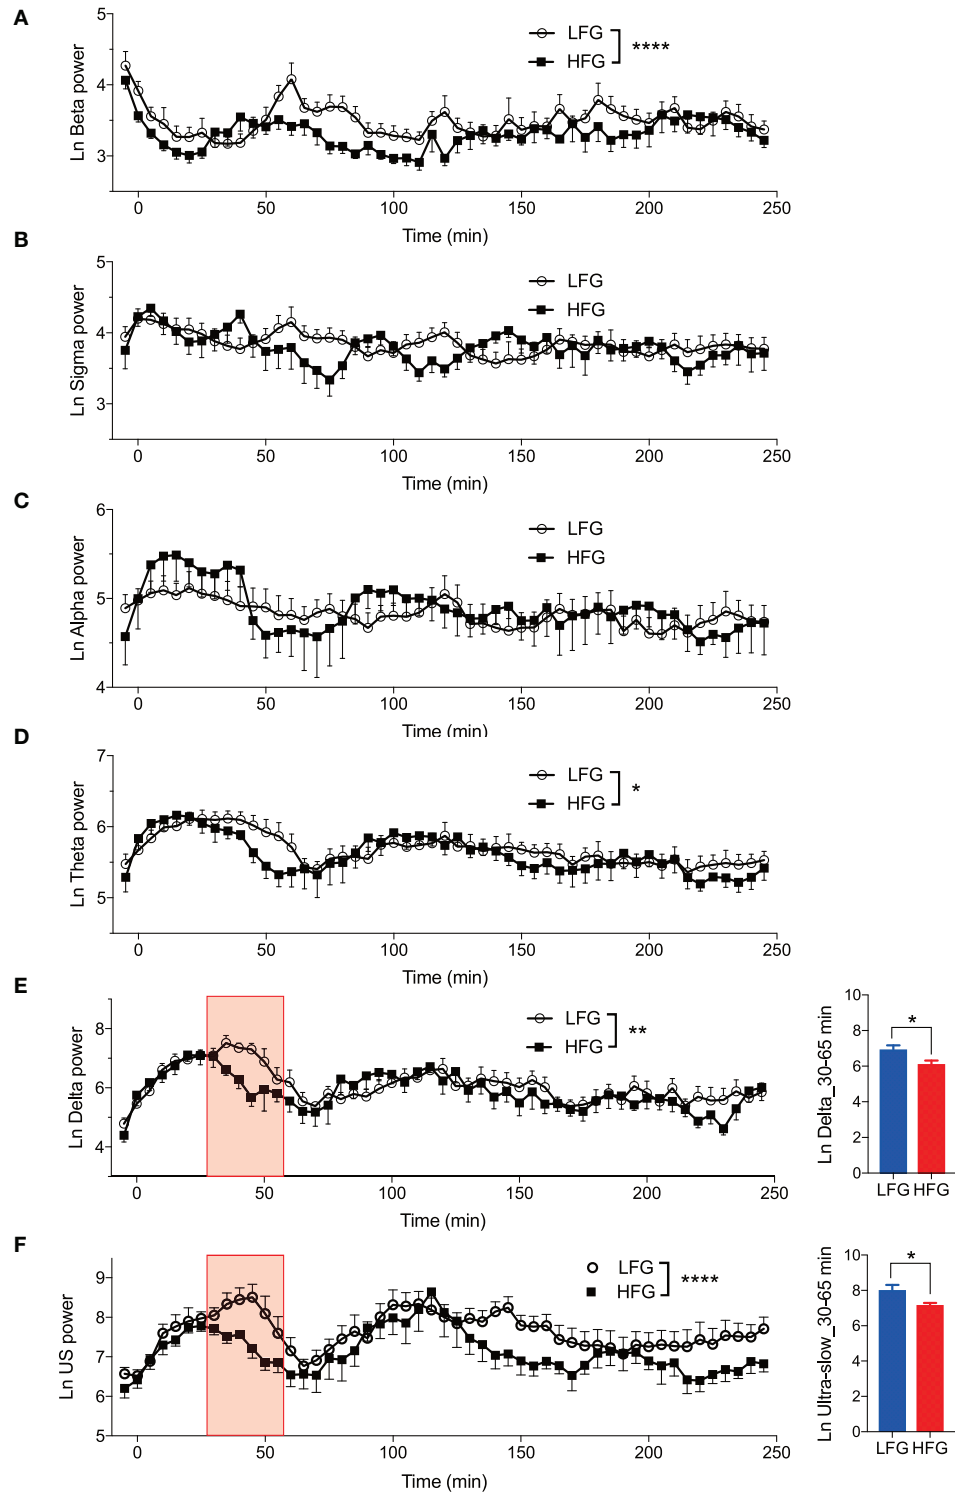 A
Ln Beta power
5
4
3
LFG
HFG
****
0 50 100 150 200 250
Time (min)
B
Ln Sigma power
5
4
3
LFG
HFG
0 50 100 150 200 250
Time (min)
C
Ln Alpha power
6
5
4
LFG
HFG
0 50 100 150 200 250
Time (min)
D
Ln Theta power
7
6
5
LFG
HFG
*
0 50 100 150 200 250
Time (min)
E
Ln Delta power
8
6
4
LFG
HFG
**
0 50 100 150 200 250
Time (min)
Ln Delta_30-65 min
10
8
6
4
2
0
*
LFG HFG
F
Ln US power
9
8
7
6
5
LFG
HFG
****
0 50 100 150 200 250
Time (min)
Ln Ultra-slow_30-65 min
10
8
6
4
2
0
*
LFG HFG